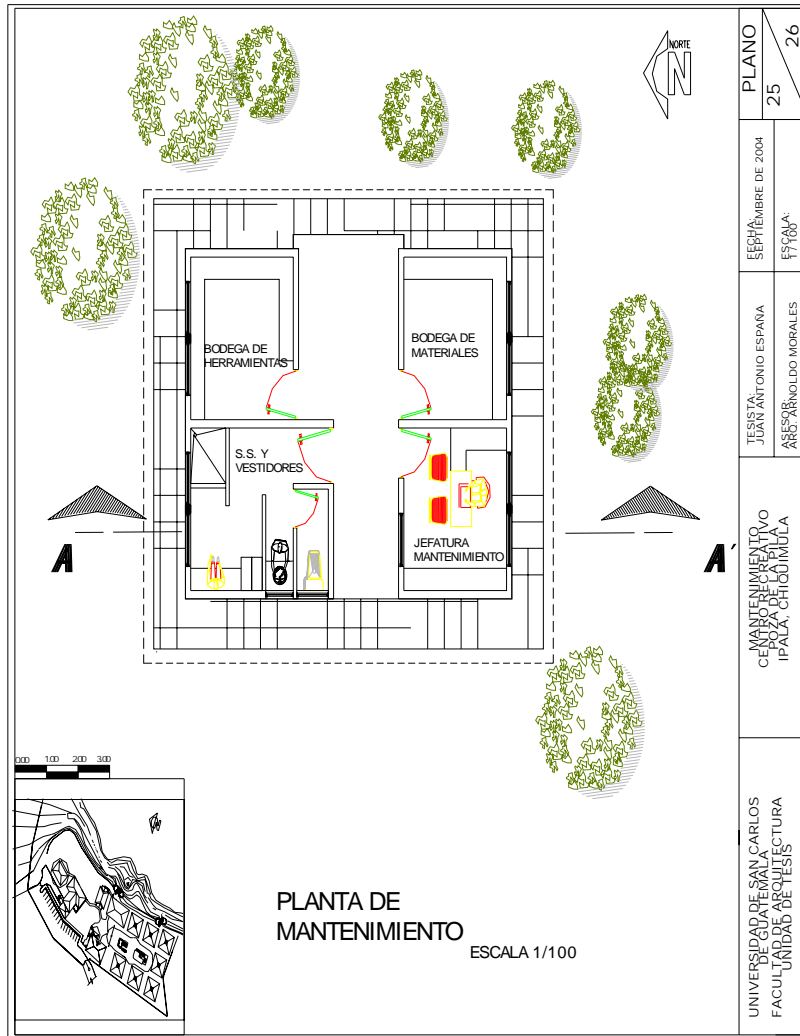 NORTE
N
BODEGA DE
HERRAMIENTAS
BODEGA DE
MATERIALES
S.S. Y
VESTIDORES
JEFATURA
MANTENIMIENTO
A
A´
0.00 1.00 2.00 3.00
N
PLANTA DE
MANTENIMIENTO
ESCALA 1/100
PLANO
25
26
FECHA:
SEPTIEMBRE DE 2004
ESCALA:
1/100
TESISTA:
JUAN ANTONIO ESPAÑA
ASESOR:
ARQ. ARNOLDO MORALES
MANTENIMIENTO
CENTRO RECREATIVO
POZA DE LA PILA
IPALA, CHIQUIMULA
UNIVERSIDAD DE SAN CARLOS
DE GUATEMALA
FACULTAD DE ARQUITECTURA
UNIDAD DE TESIS